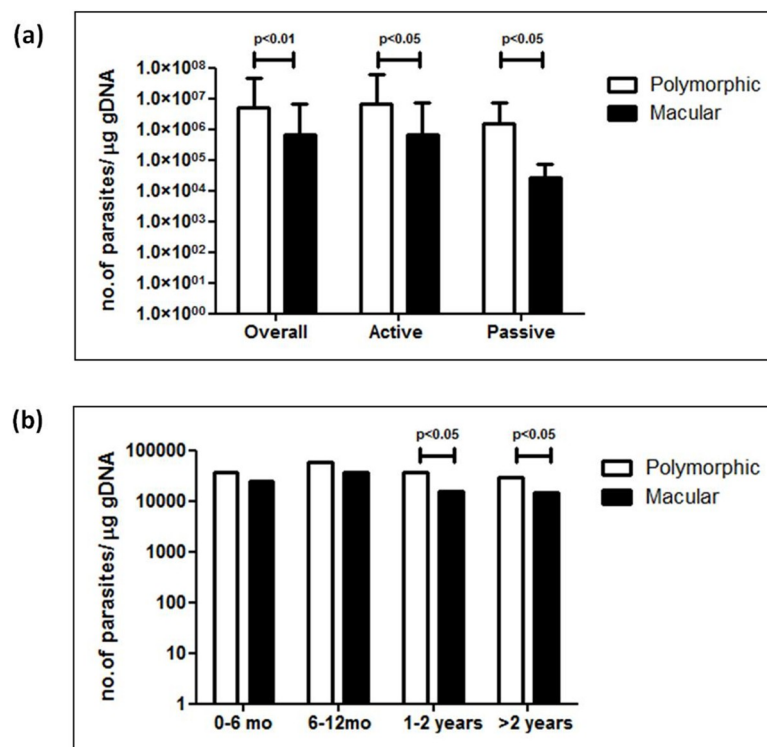 (a)
p<0.01 p<0.05 p<0.05
1.0×10⁰⁸
1.0×10⁰⁷
1.0×10⁰⁶
1.0×10⁰⁵
1.0×10⁰⁴
1.0×10⁰³
1.0×10⁰²
1.0×10⁰¹
1.0×10⁰⁰
no.of parasites/ μg gDNA
Overall Active Passive
Polymorphic
Macular
(b)
p<0.05 p<0.05
100000
10000
1000
100
10
1
no.of parasites/ μg gDNA
0-6 mo 6-12mo 1-2 years >2 years
Polymorphic
Macular